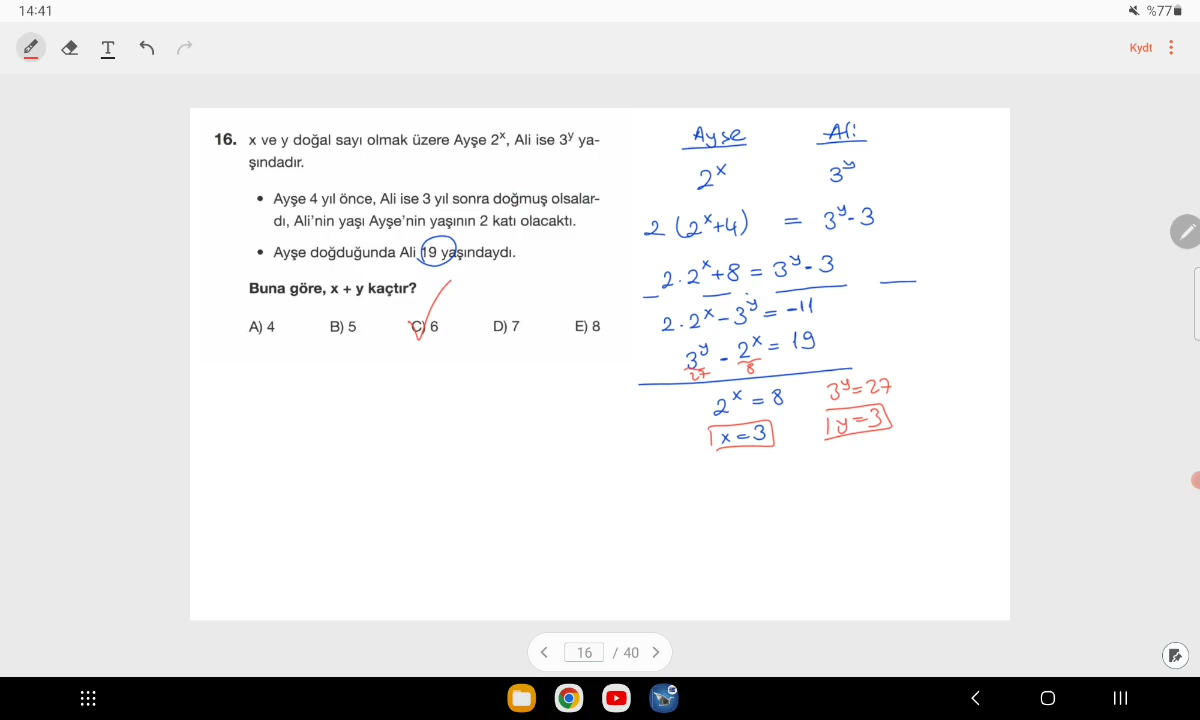 14:41
%77
T
Kydt
16. x ve y doğal sayı olmak üzere Ayşe 2ˣ, Ali ise 3ʸ ya-
şındadır.
• Ayşe 4 yıl önce, Ali ise 3 yıl sonra doğmuş olsalar-
dı, Ali'nin yaşı Ayşe'nin yaşının 2 katı olacaktı.
• Ayşe doğduğunda Ali 19 yaşındaydı.
Buna göre, x + y kaçtır?
A) 4 B) 5 C) 6 D) 7 E) 8
Ayse Ali
2ˣ 3ʸ
2 (2ˣ+4) = 3ʸ-3
2.2ˣ+8 = 3ʸ-3
2.2ˣ-3ʸ = -11
3ʸ - 2ˣ = 19
27 8
2ˣ = 8 3ʸ=27
x=3 y=3
16 / 40